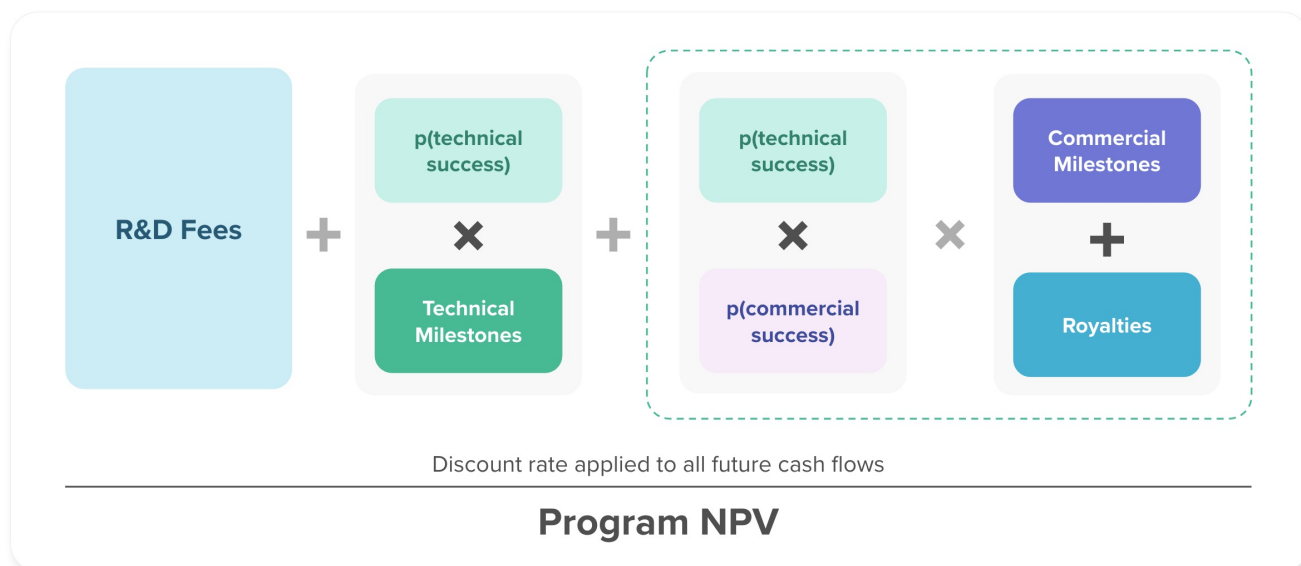 R&D Fees
p(technical
success)
Technical
Milestones
p(technical
success)
p(commercial
success)
Commercial
Milestones
Royalties
Discount rate applied to all future cash flows
Program NPV